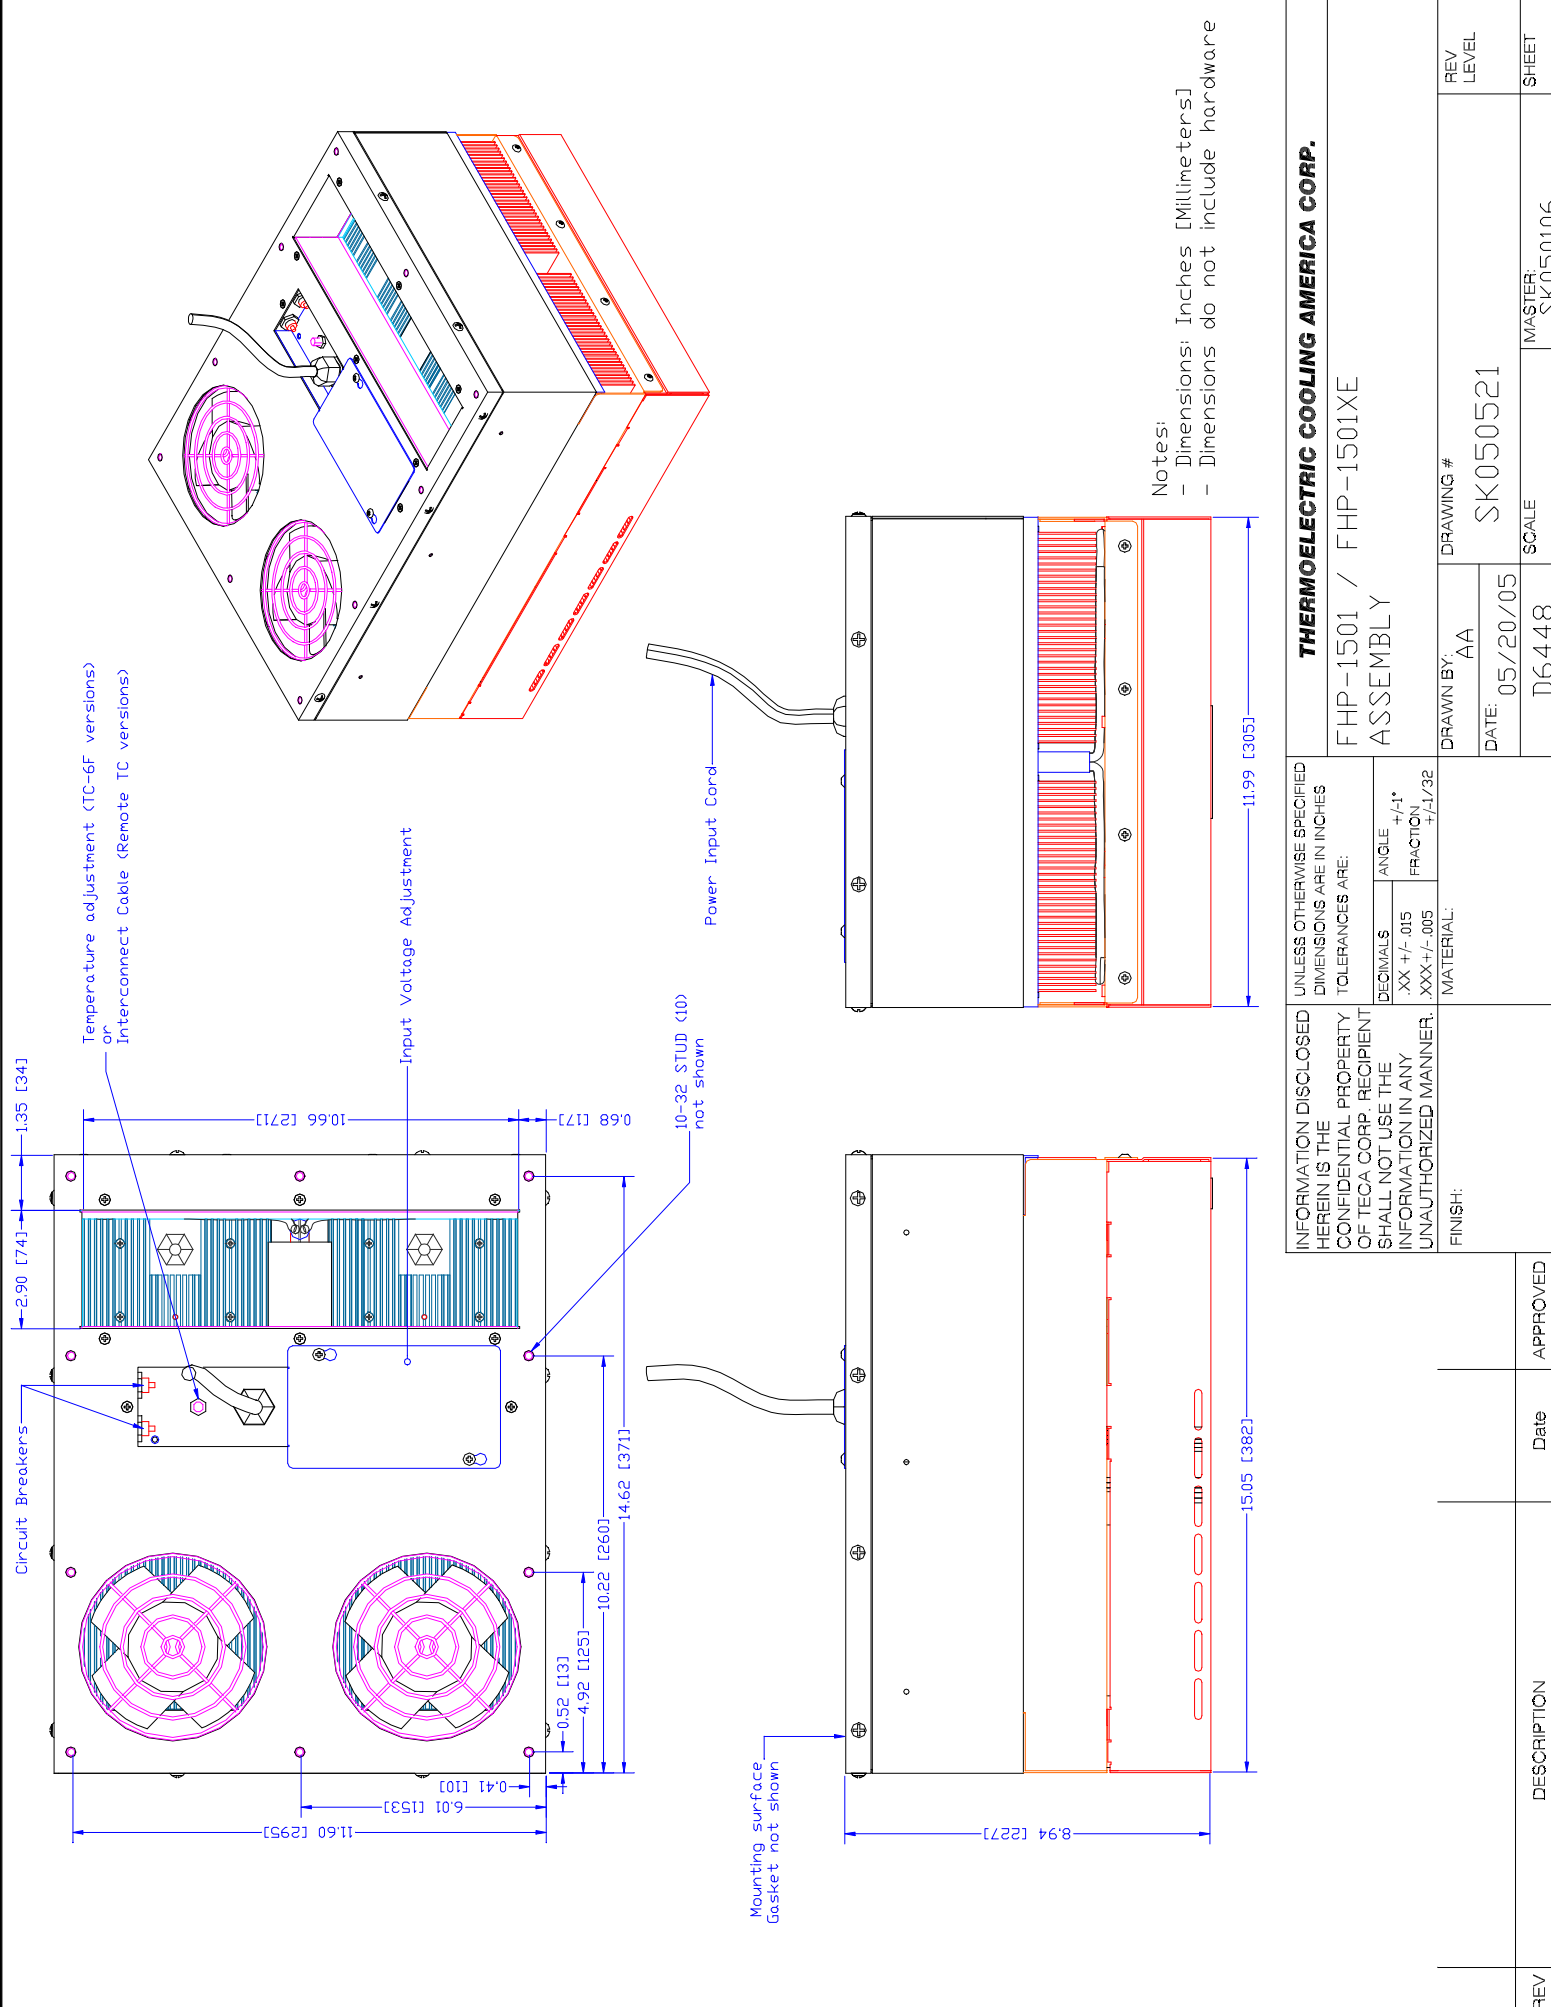 Circuit Breakers
2.90 [74]
1.35 [34]
Temperature adjustment (TC-6F versions)
or
Interconnect Cable (Remote TC versions)
Input Voltage Adjustment
10.66 [271]
0.68 [17]
10-32 STUD (10)
not shown
0.52 [13]
4.92 [125]
10.22 [260]
14.62 [371]
0.41 [10]
6.01 [153]
11.60 [295]
Power Input Cord
Mounting surface
Gasket not shown
8.94 [227]
15.05 [382]
11.99 [305]
Notes:
- Dimensions: Inches [Millimeters]
- Dimensions do not include hardware
INFORMATION DISCLOSED
HEREIN IS THE
CONFIDENTIAL PROPERTY
OF TECA CORP. RECIPIENT
SHALL NOT USE THE
INFORMATION IN ANY
UNAUTHORIZED MANNER.
UNLESS OTHERWISE SPECIFIED
DIMENSIONS ARE IN INCHES
TOLERANCES ARE:
DECIMALS
.XX +/- .015
.XXX+/-.005
ANGLE
+/-1°
FRACTION
+/-1/32
THERMOELECTRIC COOLING AMERICA CORP.
FHP-1501 / FHP-1501XE
ASSEMBLY
FINISH:
MATERIAL:
DRAWN BY:
AA
DATE:
05/20/05
DRAWING #
SK050521
REV
LEVEL
REV
DESCRIPTION
Date
APPROVED
D6448
SCALE
MASTER:
SK050106
SHEET